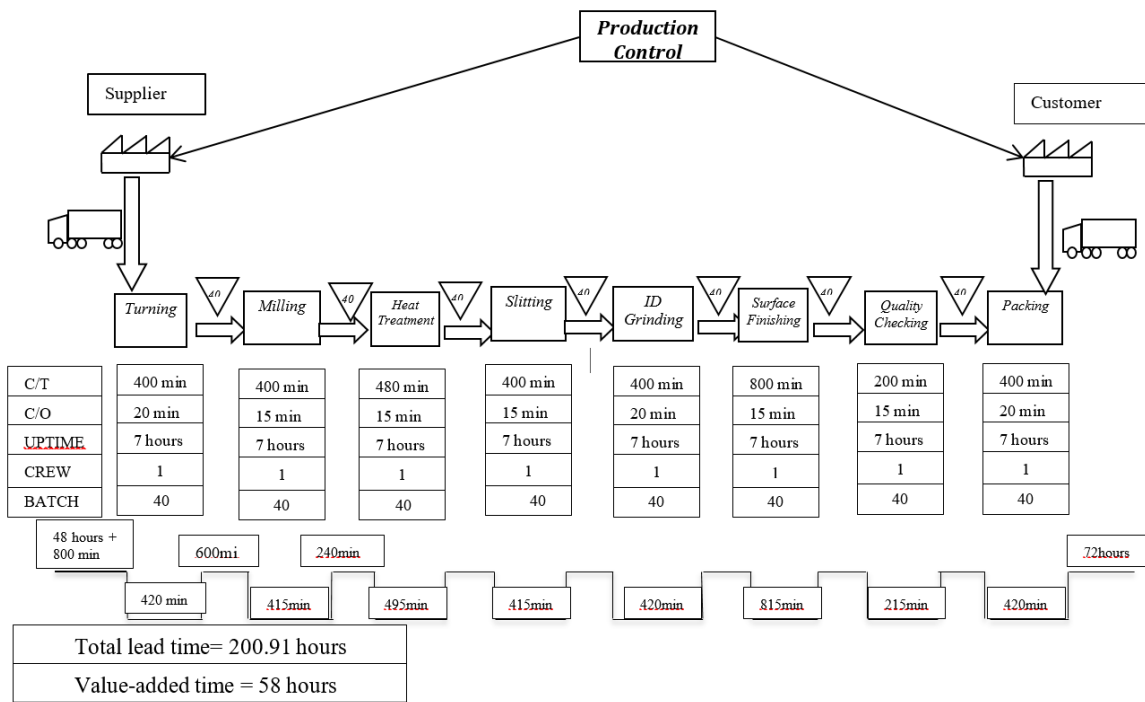 Production
Control
Supplier
Customer
40
40
40
40
40
40
40
Turning
Milling
Heat
Treatment
Slitting
ID
Grinding
Surface
Finishing
Quality
Checking
Packing
C/T
400 min
400 min
480 min
400 min
400 min
800 min
200 min
400 min
C/O
20 min
15 min
15 min
15 min
20 min
15 min
15 min
20 min
UPTIME
7 hours
7 hours
7 hours
7 hours
7 hours
7 hours
7 hours
7 hours
CREW
1
1
1
1
1
1
1
1
BATCH
40
40
40
40
40
40
40
40
48 hours +
800 min
600mi
240min
72hours
420 min
415min
495min
415min
420min
815min
215min
420min
Total lead time= 200.91 hours
Value-added time = 58 hours